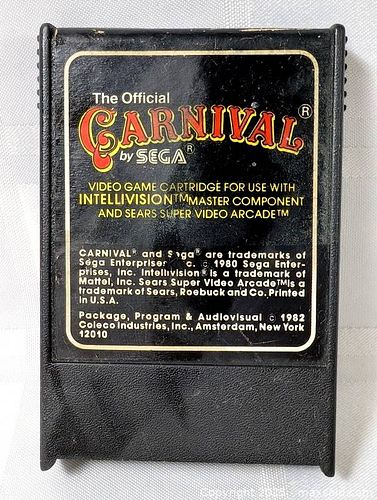 The Official
CARNIVAL®
by SEGA®
VIDEO GAME CARTRIDGE FOR USE WITH
INTELLIVISION™ MASTER COMPONENT
AND SEARS SUPER VIDEO ARCADE™
CARNIVAL® and Sega® are trademarks of
Sega Enterprises c 1980 Sega Enter-
prises, Inc. Intellivision® is a trademark of
Mattel, Inc. Sears Super Video Arcade™ is a
trademark of Sears, Roebuck and Co. Printed
in U.S.A.
Package, Program & Audiovisual c 1982
Coleco Industries, Inc., Amsterdam, New York
12010
Copyright